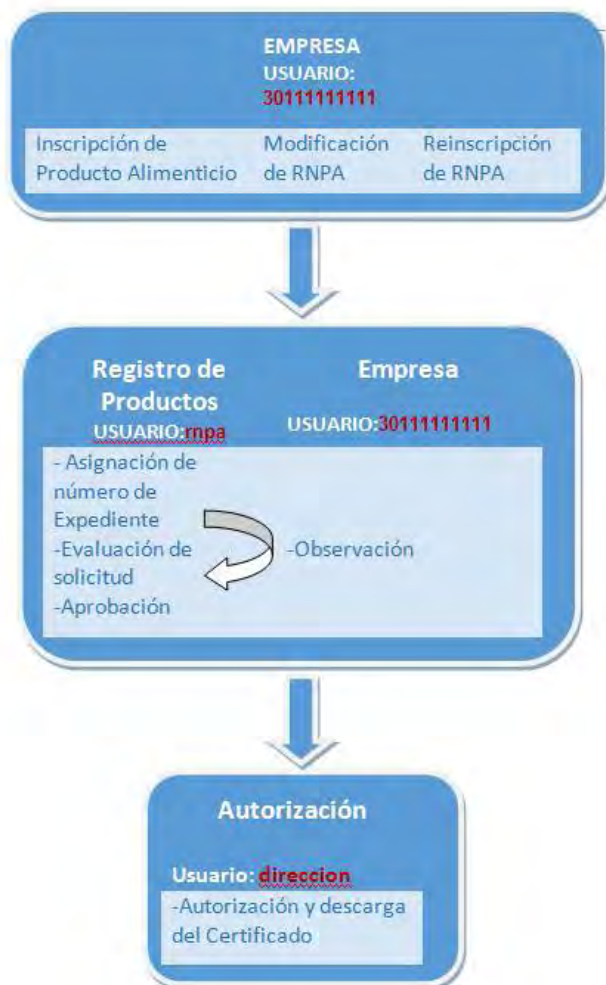 EMPRESA
USUARIO:
30111111111
Inscripción de
Producto Alimenticio
Modificación
de RNPA
Reinscripción
de RNPA
Registro de
Productos
USUARIO:rnpa
Empresa
USUARIO:30111111111
- Asignación de
número de
Expediente
-Evaluación de
solicitud
-Aprobación
-Observación
Autorización
Usuario: direccion
-Autorización y descarga
del Certificado